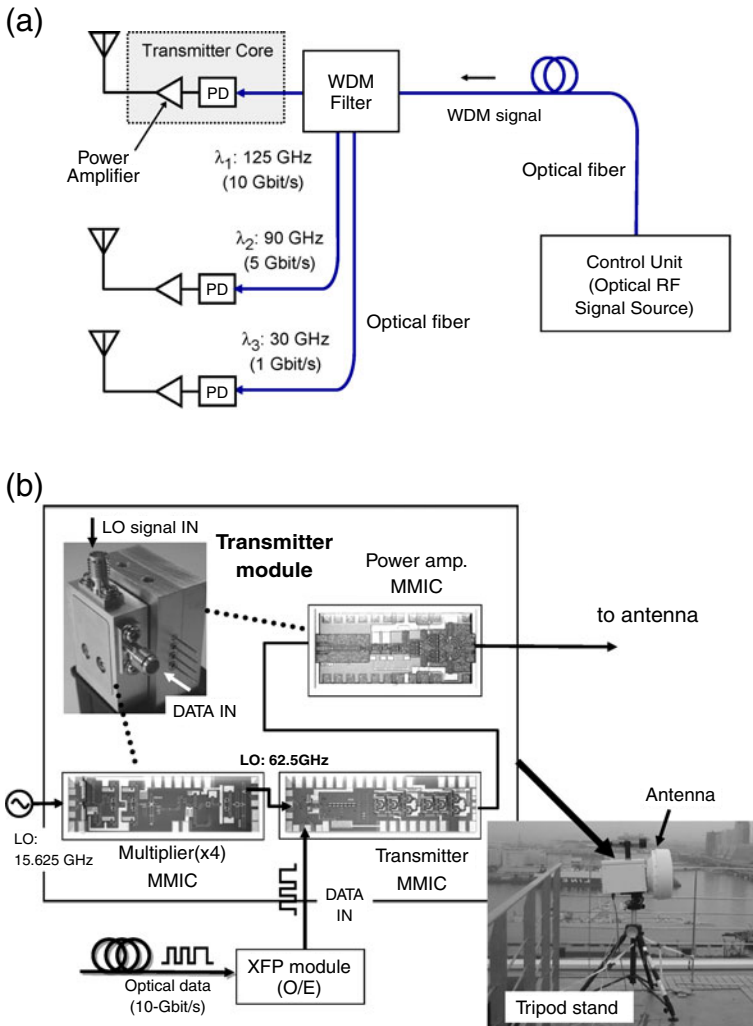 (a)
Transmitter Core
PD
Power
Amplifier
WDM
Filter
WDM signal
Optical fiber
λ1: 125 GHz
(10 Gbit/s)
λ2: 90 GHz
(5 Gbit/s)
PD
Control Unit
(Optical RF
Signal Source)
Optical fiber
λ3: 30 GHz
(1 Gbit/s)
PD
(b)
LO signal IN
Transmitter
module
Power amp.
MMIC
to antenna
DATA IN
LO: 62.5GHz
LO:
15.625 GHz
Multiplier(x4)
MMIC
Transmitter
MMIC
Antenna
DATA
IN
Optical data
(10-Gbit/s)
XFP module
(O/E)
Tripod stand